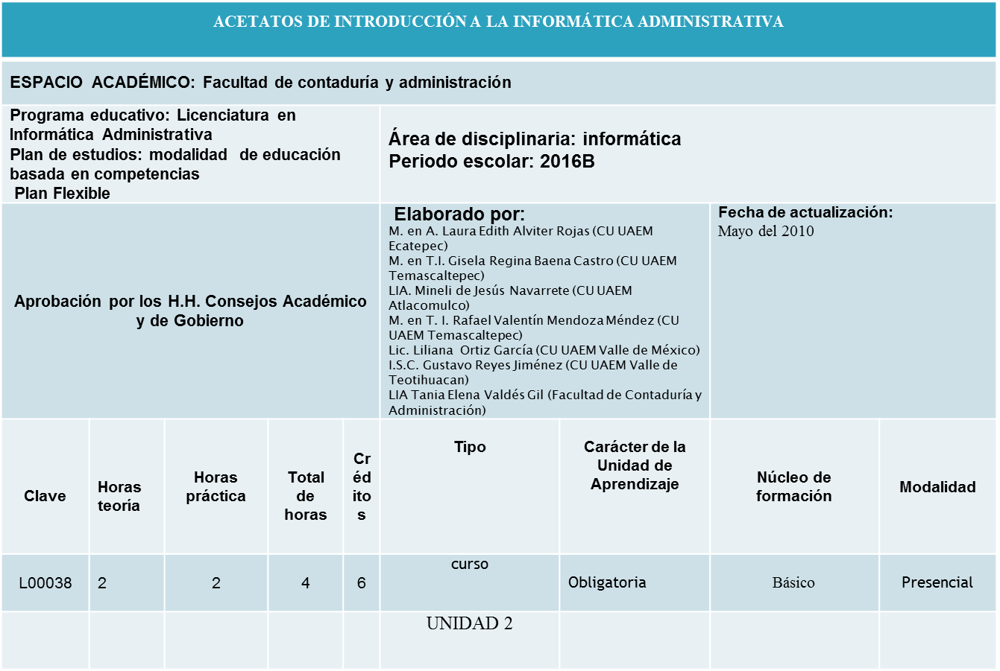 ACETATOS DE INTRODUCCIÓN A LA INFORMÁTICA ADMINISTRATIVA
ESPACIO ACADÉMICO: Facultad de contaduría y administración
Programa educativo: Licenciatura en
Informática Administrativa
Plan de estudios: modalidad de educación
basada en competencias
Plan Flexible
Área de disciplinaria: informática
Periodo escolar: 2016B
Aprobación por los H.H. Consejos Académico
y de Gobierno
Elaborado por:
M. en A. Laura Edith Alviter Rojas (CU UAEM
Ecatepec)
M. en T.I. Gisela Regina Baena Castro (CU UAEM
Temascaltepec)
LIA. Mineli de Jesús Navarrete (CU UAEM
Atlacomulco)
M. en T. I. Rafael Valentín Mendoza Méndez (CU
UAEM Temascaltepec)
Lic. Liliana Ortiz García (CU UAEM Valle de México)
I.S.C. Gustavo Reyes Jiménez (CU UAEM Valle de
Teotihuacan)
LIA Tania Elena Valdés Gil (Facultad de Contaduría y
Administración)
Fecha de actualización:
Mayo del 2010
Clave
Horas
teoría
Horas
práctica
Total
de
horas
Cr
éd
ito
s
Tipo
Carácter de la
Unidad de
Aprendizaje
Núcleo de
formación
Modalidad
L00038
2
2
4
6
curso
Obligatoria
Básico
Presencial
UNIDAD 2